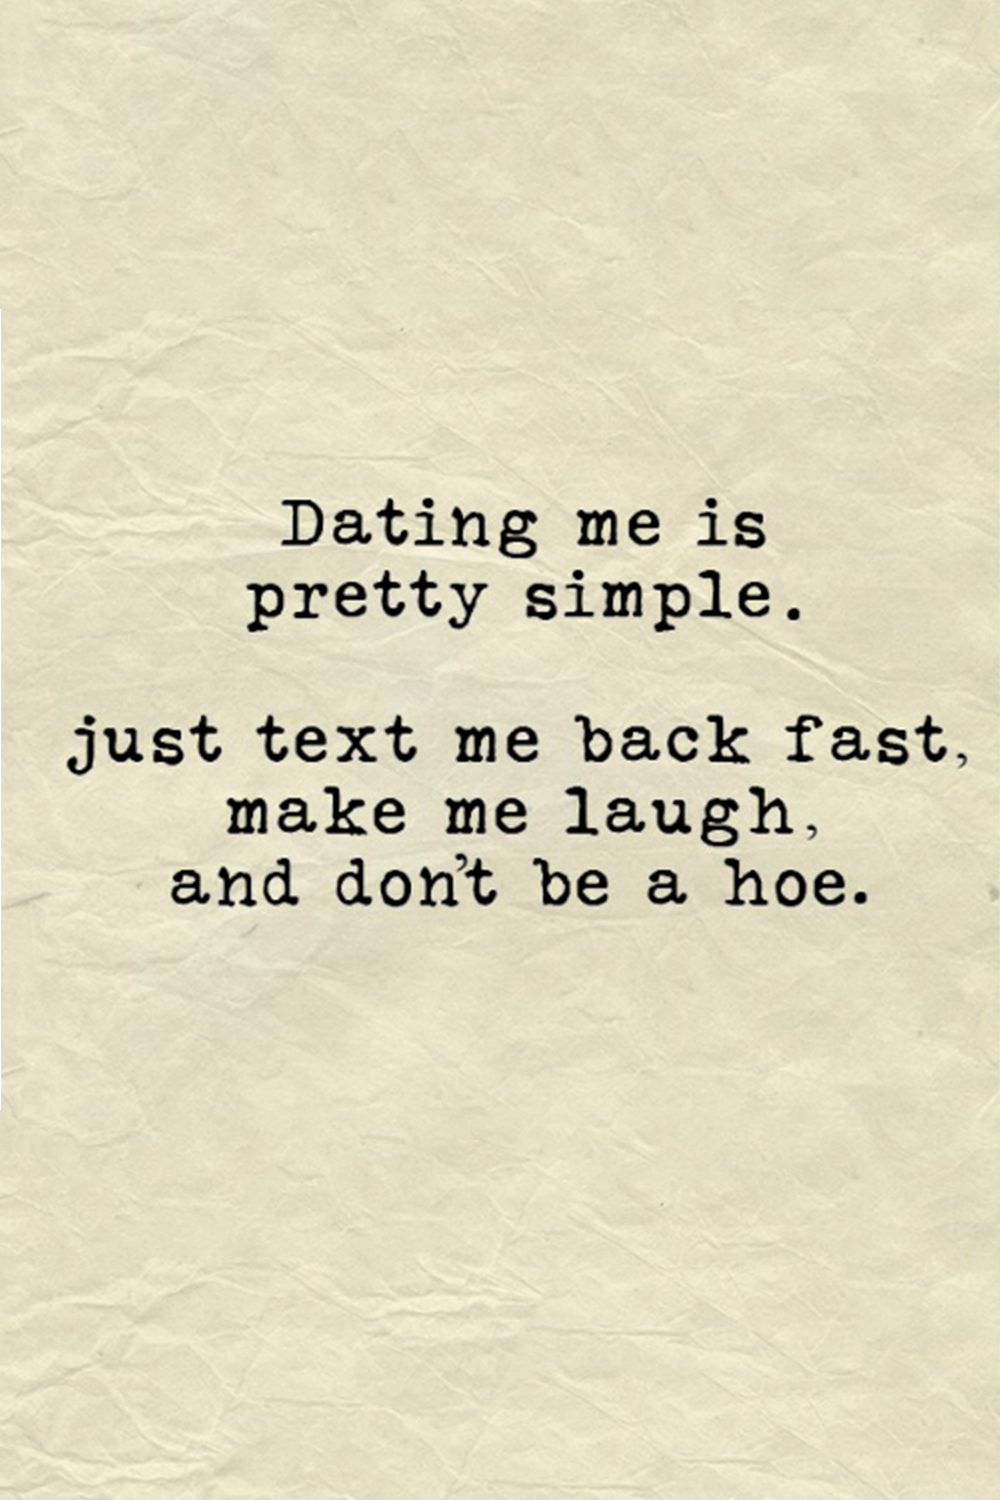 Dating me is
pretty simple.
just text me back fast,
make me laugh,
and don't be a hoe.